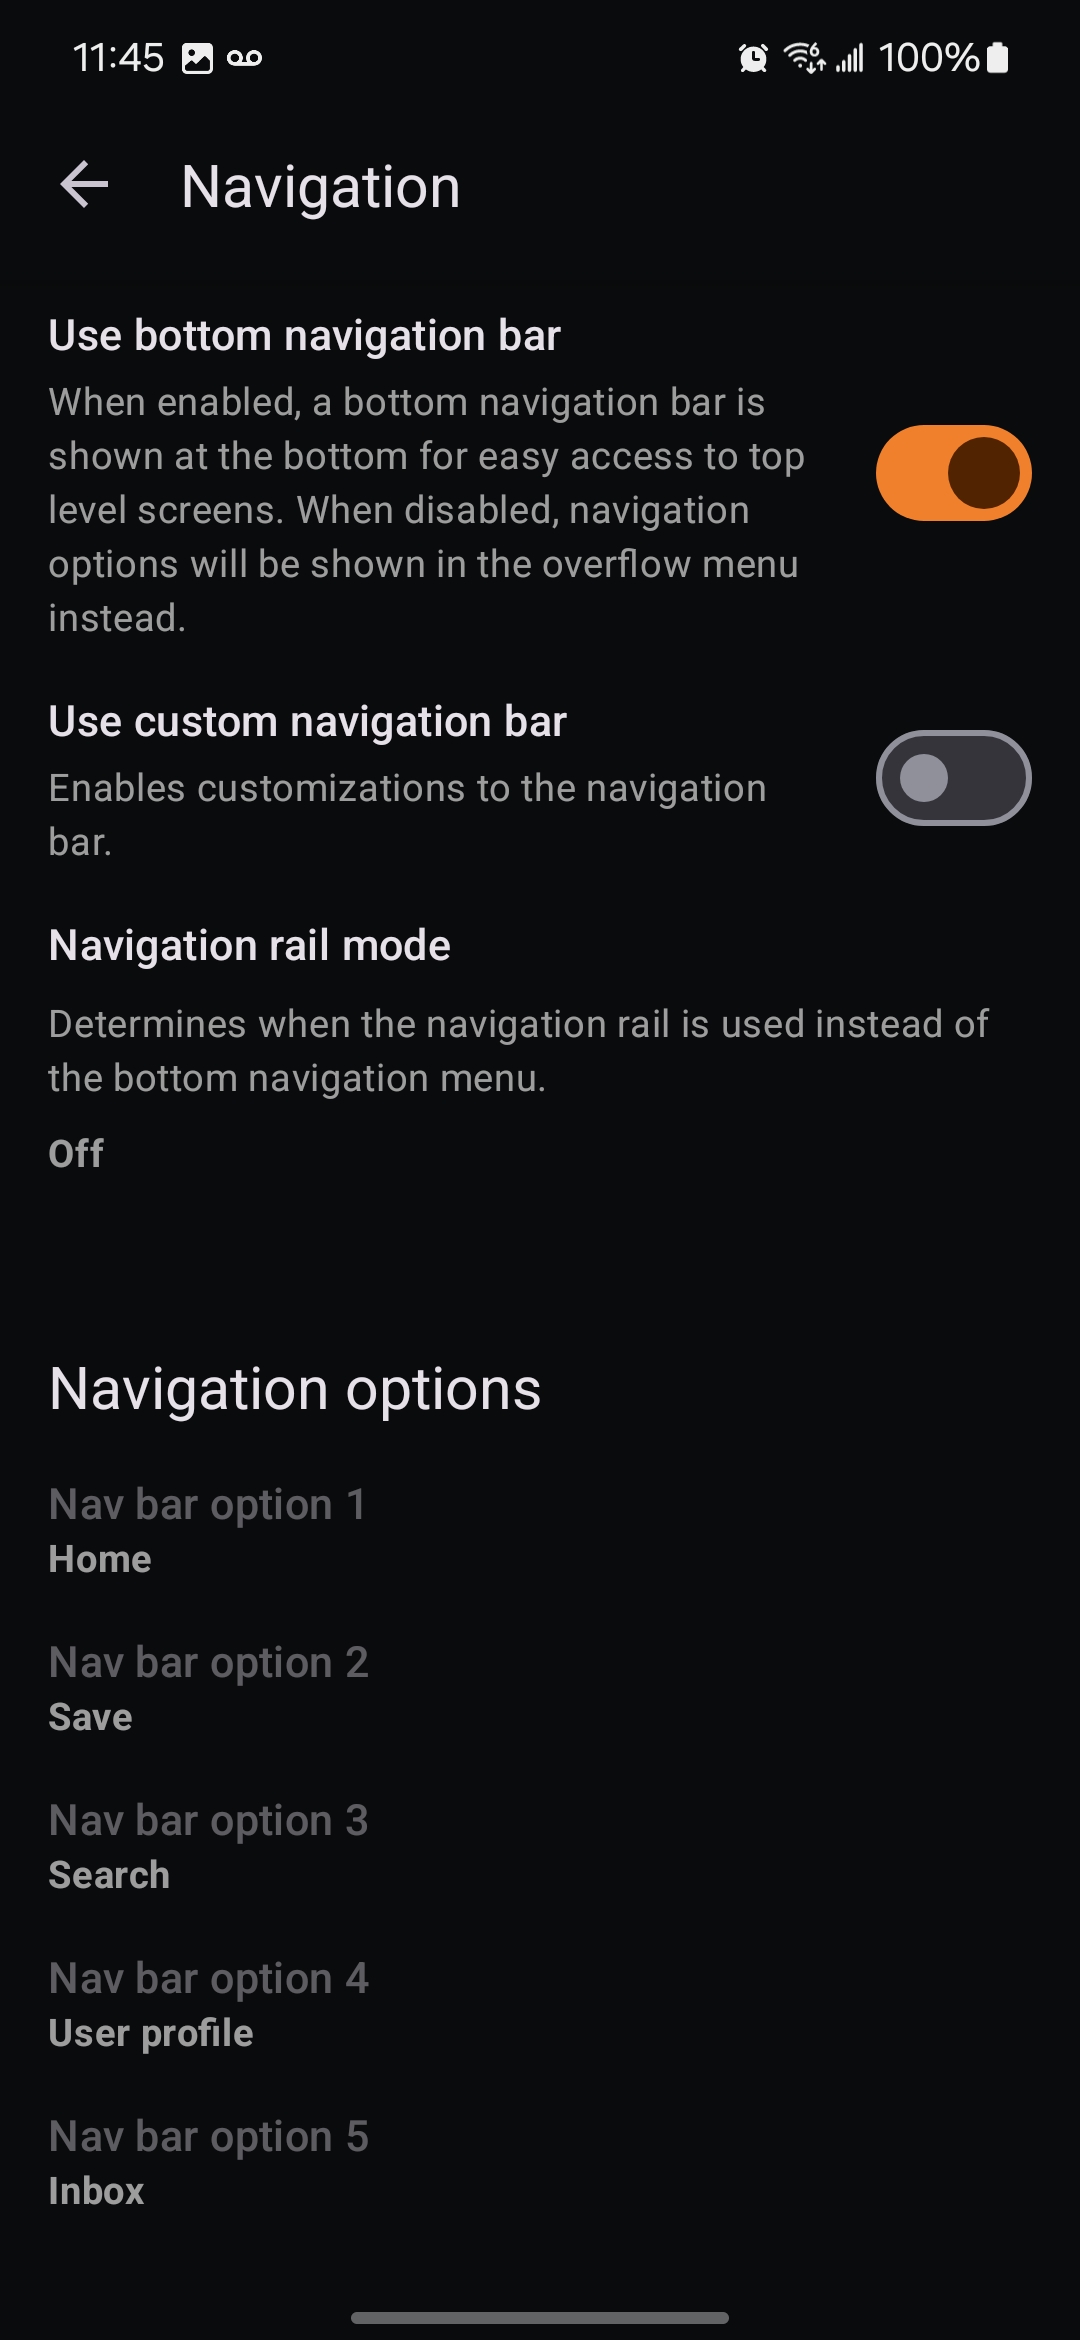 11:45
100%
Navigation
Use bottom navigation bar
When enabled, a bottom navigation bar is
shown at the bottom for easy access to top
level screens. When disabled, navigation
options will be shown in the overflow menu
instead.
Use custom navigation bar
Enables customizations to the navigation
bar.
Navigation rail mode
Determines when the navigation rail is used instead of
the bottom navigation menu.
Off
Navigation options
Nav bar option 1
Home
Nav bar option 2
Save
Nav bar option 3
Search
Nav bar option 4
User profile
Nav bar option 5
Inbox